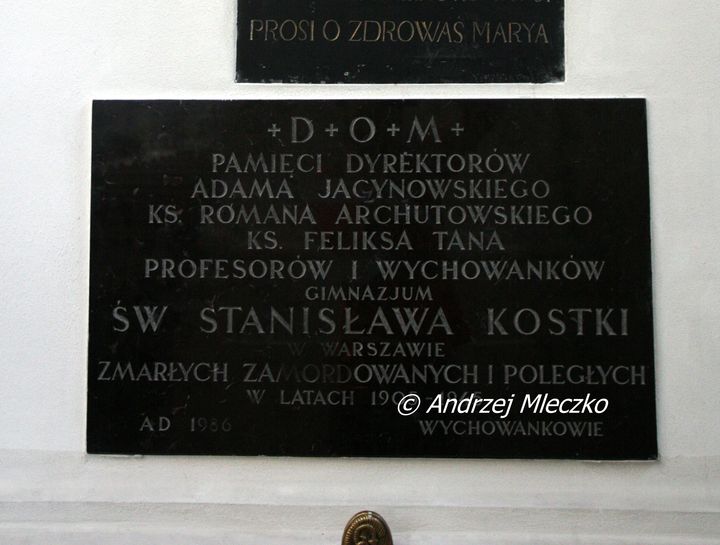 PROSI O ZDROWAŚ MARYA
+D+O+M+
PAMIĘCI DYREKTORÓW
ADAMA JACYNOWSKIEGO
KS. ROMANA ARCHUTOWSKIEGO
KS. FELIKSA TANA
PROFESORÓW I WYCHOWANKÓW
GIMNAZJUM
ŚW STANISŁAWA KOSTKI
W WARSZAWIE
ZMARŁYCH ZAMORDOWANYCH I POLEGŁYCH
W LATACH
© Andrzej Mleczko
AD 1986 WYCHOWANKOWIE